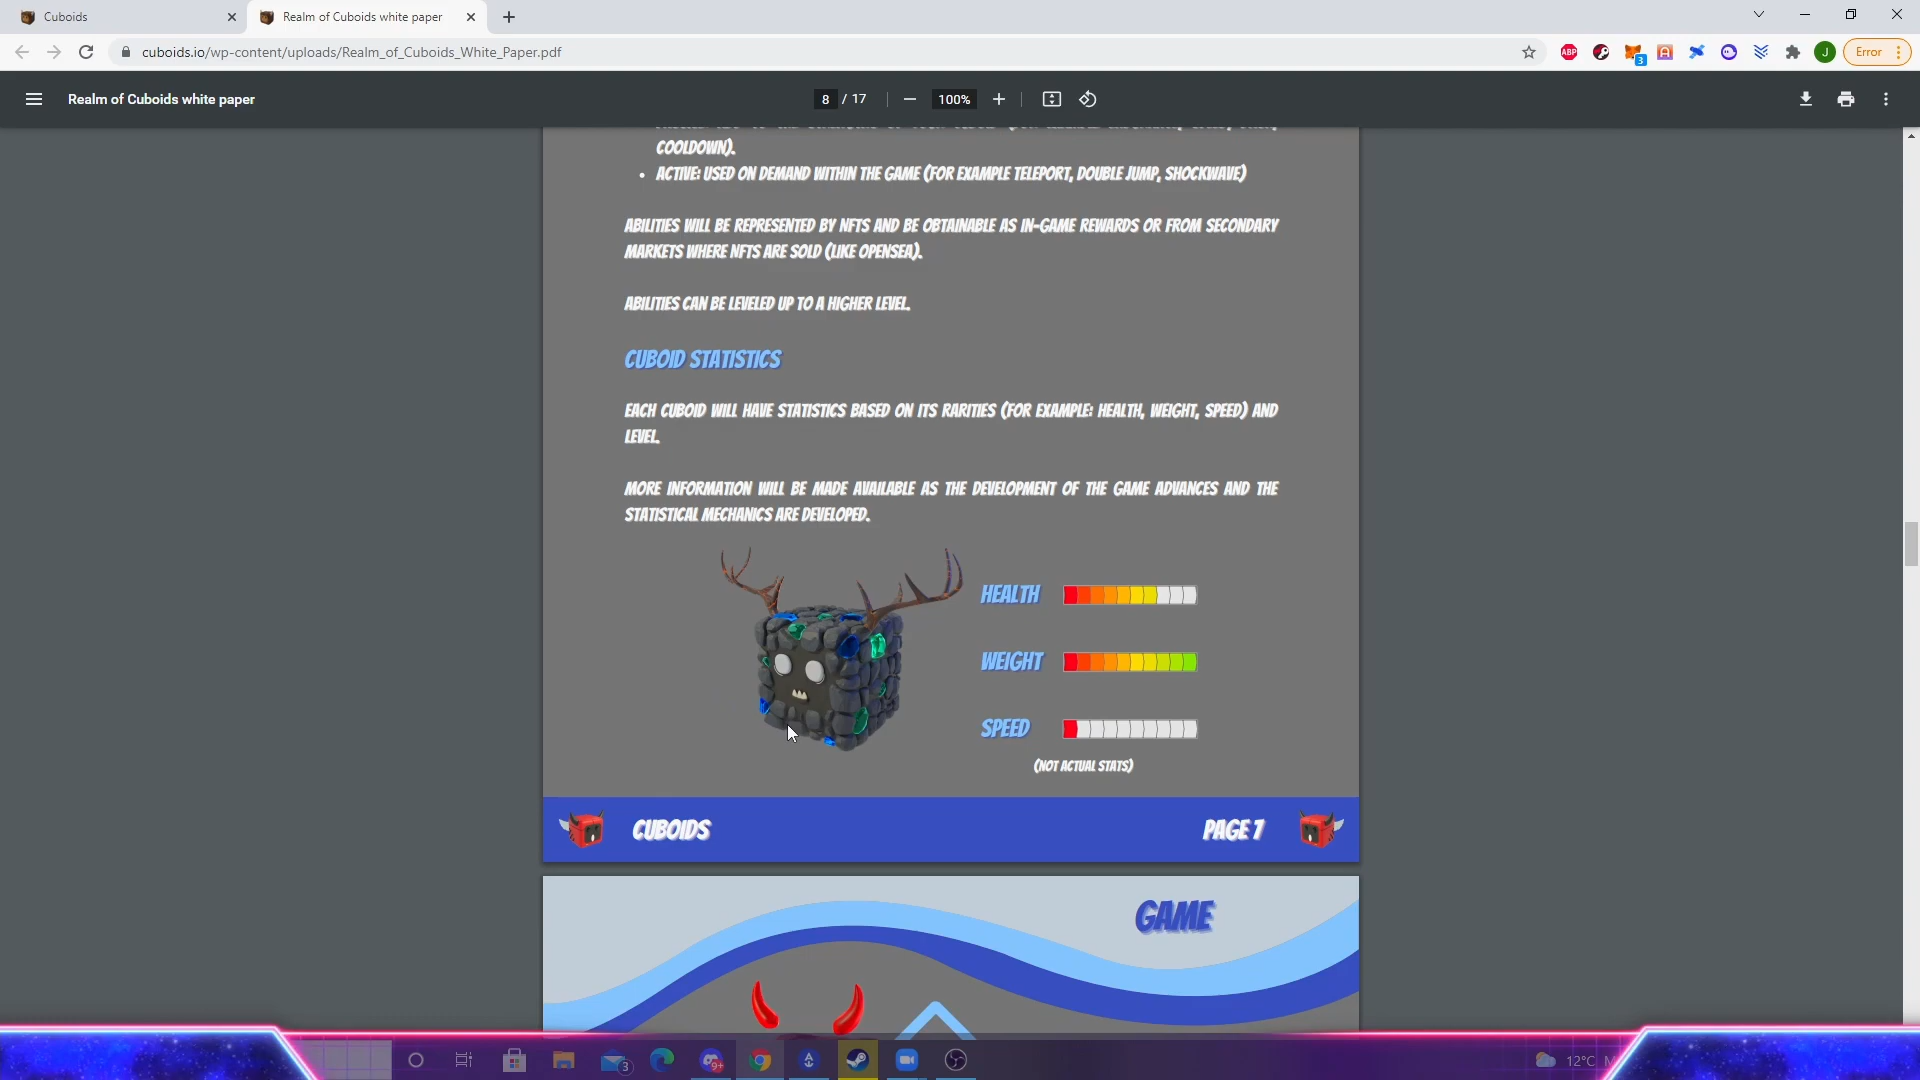 Cuboids
Realm of Cuboids white paper
cuboids.io/wp-content/uploads/Realm_of_Cuboids_White_Paper.pdf
ABP
3
J
Error
Realm of Cuboids white paper
8 / 17
100%
COOLDOWN).
• ACTIVE: USED ON DEMAND WITHIN THE GAME (FOR EXAMPLE TELEPORT, DOUBLE JUMP, SHOCKWAVE)
ABILITIES WILL BE REPRESENTED BY NFTS AND BE OBTAINABLE AS IN-GAME REWARDS OR FROM SECONDARY
MARKETS WHERE NFTS ARE SOLD (LIKE OPENSEA).
ABILITIES CAN BE LEVELED UP TO A HIGHER LEVEL.
CUBOID STATISTICS
EACH CUBOID WILL HAVE STATISTICS BASED ON ITS RARITIES (FOR EXAMPLE: HEALTH, WEIGHT, SPEED) AND
LEVEL.
MORE INFORMATION WILL BE MADE AVAILABLE AS THE DEVELOPMENT OF THE GAME ADVANCES AND THE
STATISTICAL MECHANICS ARE DEVELOPED.
HEALTH
WEIGHT
SPEED
(NOT ACTUAL STATS)
CUBOIDS
PAGE 7
GAME
3
9+
12°C M